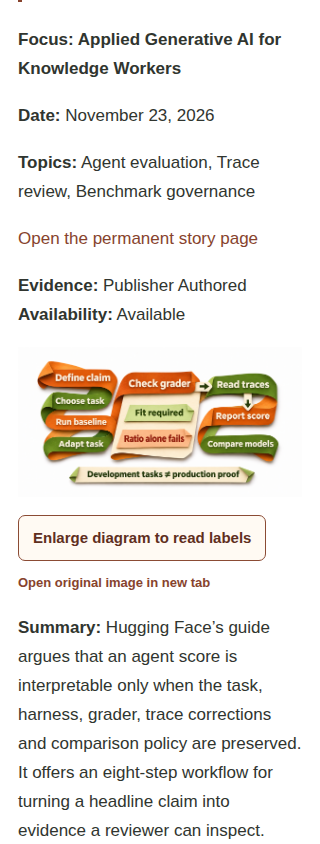 Focus: Applied Generative AI for
Knowledge Workers
Date: November 23, 2026
Topics: Agent evaluation, Trace
review, Benchmark governance
Open the permanent story page
Evidence: Publisher Authored
Availability: Available
Define claim
Choose task
Run baseline
Adapt task
Check grader
Fit required
Ratio alone fails
Read traces
Report score
Compare models
Development tasks ≠ production proof
Enlarge diagram to read labels
Open original image in new tab
Summary: Hugging Face’s guide
argues that an agent score is
interpretable only when the task,
harness, grader, trace corrections
and comparison policy are preserved.
It offers an eight-step workflow for
turning a headline claim into
evidence a reviewer can inspect.